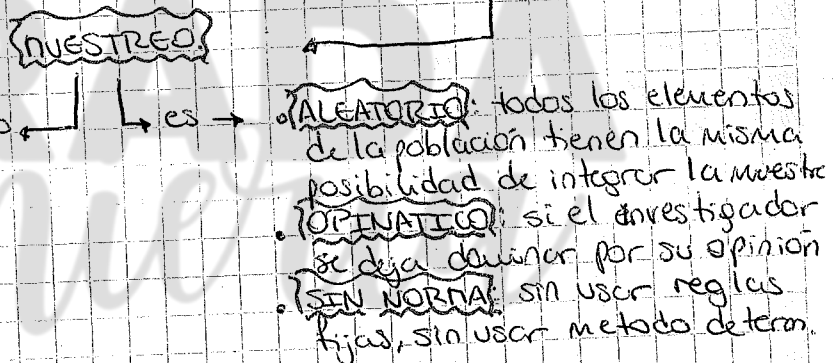 MUESTREO
es → • ALEATORIO: todos los elementos
de la población tienen la misma
posibilidad de integrar la muestra
• OPINATICO: si el investigador
se deja dominar por su opinión
• SIN NORMA: sin usar reglas
fijas, sin usar metodo determ.